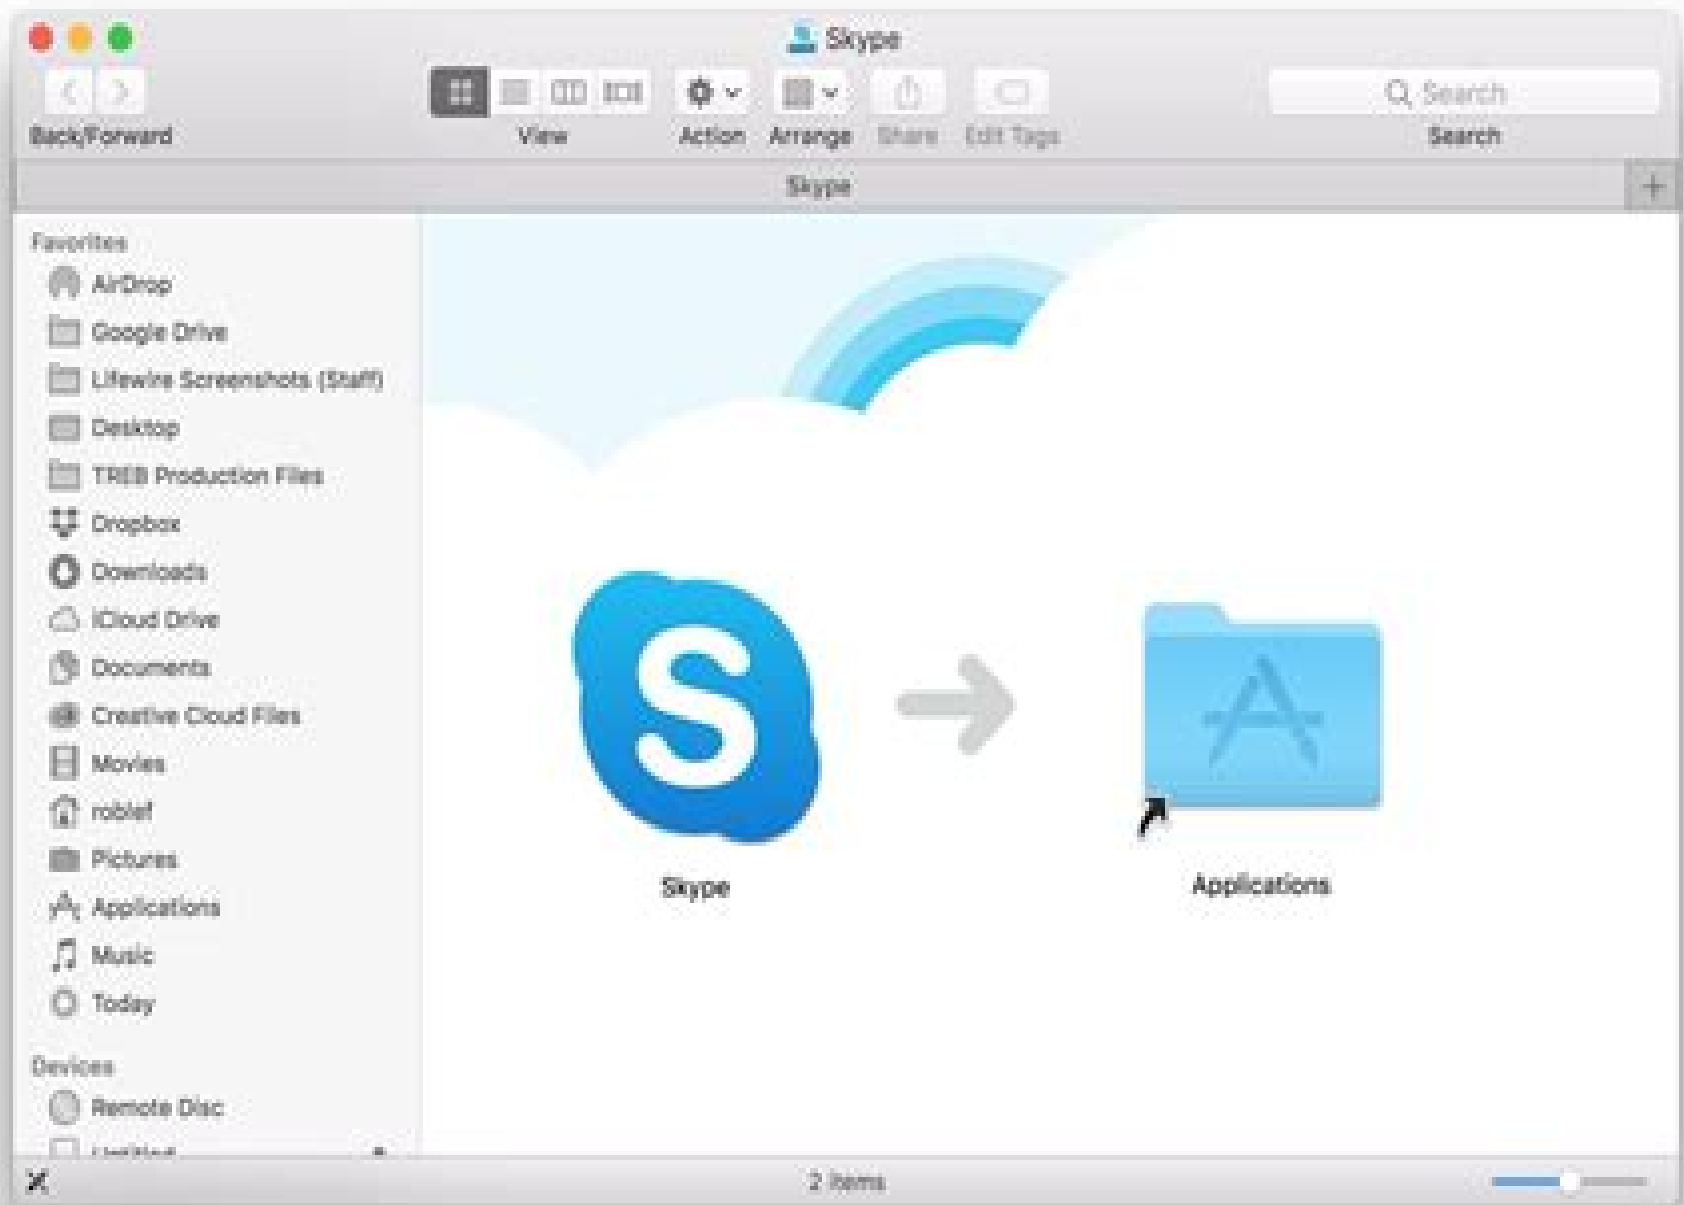 Skype
Search
Back/Forward
View
Action
Arrange
Share
Edit Tags
Search
Skype
Favorites
AirDrop
Google Drive
Lifewire Screenshots (Staff)
Desktop
TREB Production Files
Dropbox
Downloads
iCloud Drive
Documents
Creative Cloud Files
Movies
roblef
Pictures
Applications
Music
Today
Devices
Remote Disc
S
Skype
Applications
2 items